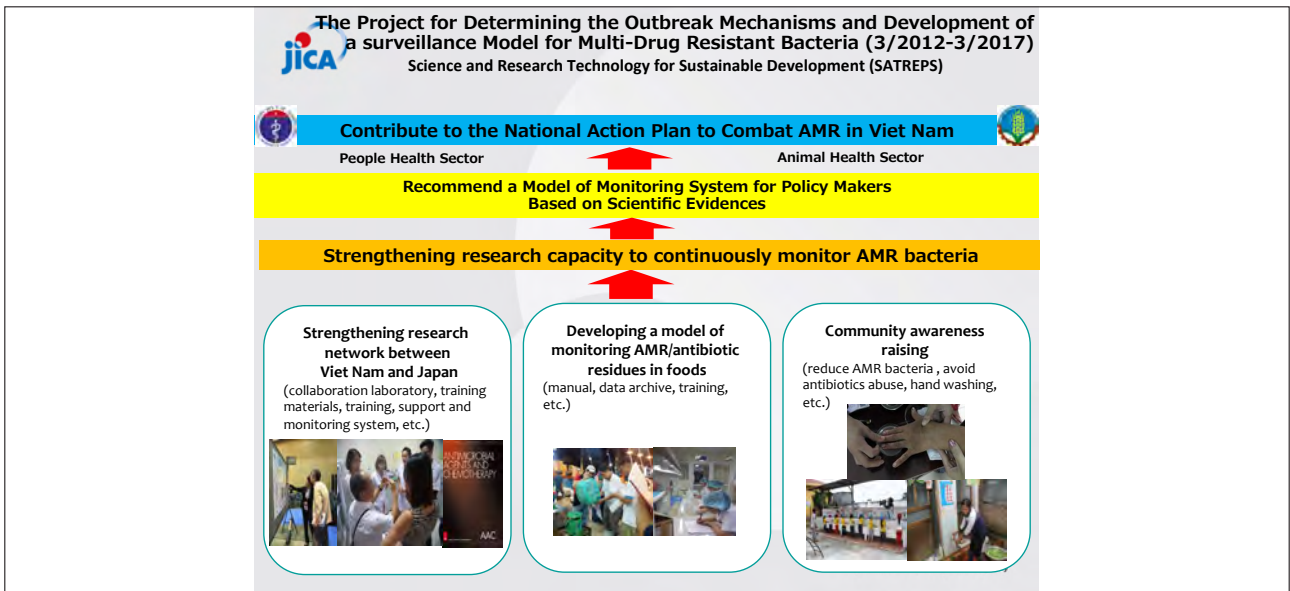 The Project for Determining the Outbreak Mechanisms and Development of
a surveillance Model for Multi-Drug Resistant Bacteria (3/2012-3/2017)
jICA
Science and Research Technology for Sustainable Development (SATREPS)
Contribute to the National Action Plan to Combat AMR in Viet Nam
People Health Sector
Animal Health Sector
Recommend a Model of Monitoring System for Policy Makers
Based on Scientific Evidences
Strengthening research capacity to continuously monitor AMR bacteria
Strengthening research
network between
Viet Nam and Japan
(collaboration laboratory, training
materials, training, support and
monitoring system, etc.)
ANTIMICROBIAL
AGENTS AND
CHEMOTHERAPY
AAC
Developing a model of
monitoring AMR/antibiotic
residues in foods
(manual, data archive, training,
etc.)
Community awareness
raising
(reduce AMR bacteria , avoid
antibiotics abuse, hand washing,
etc.)